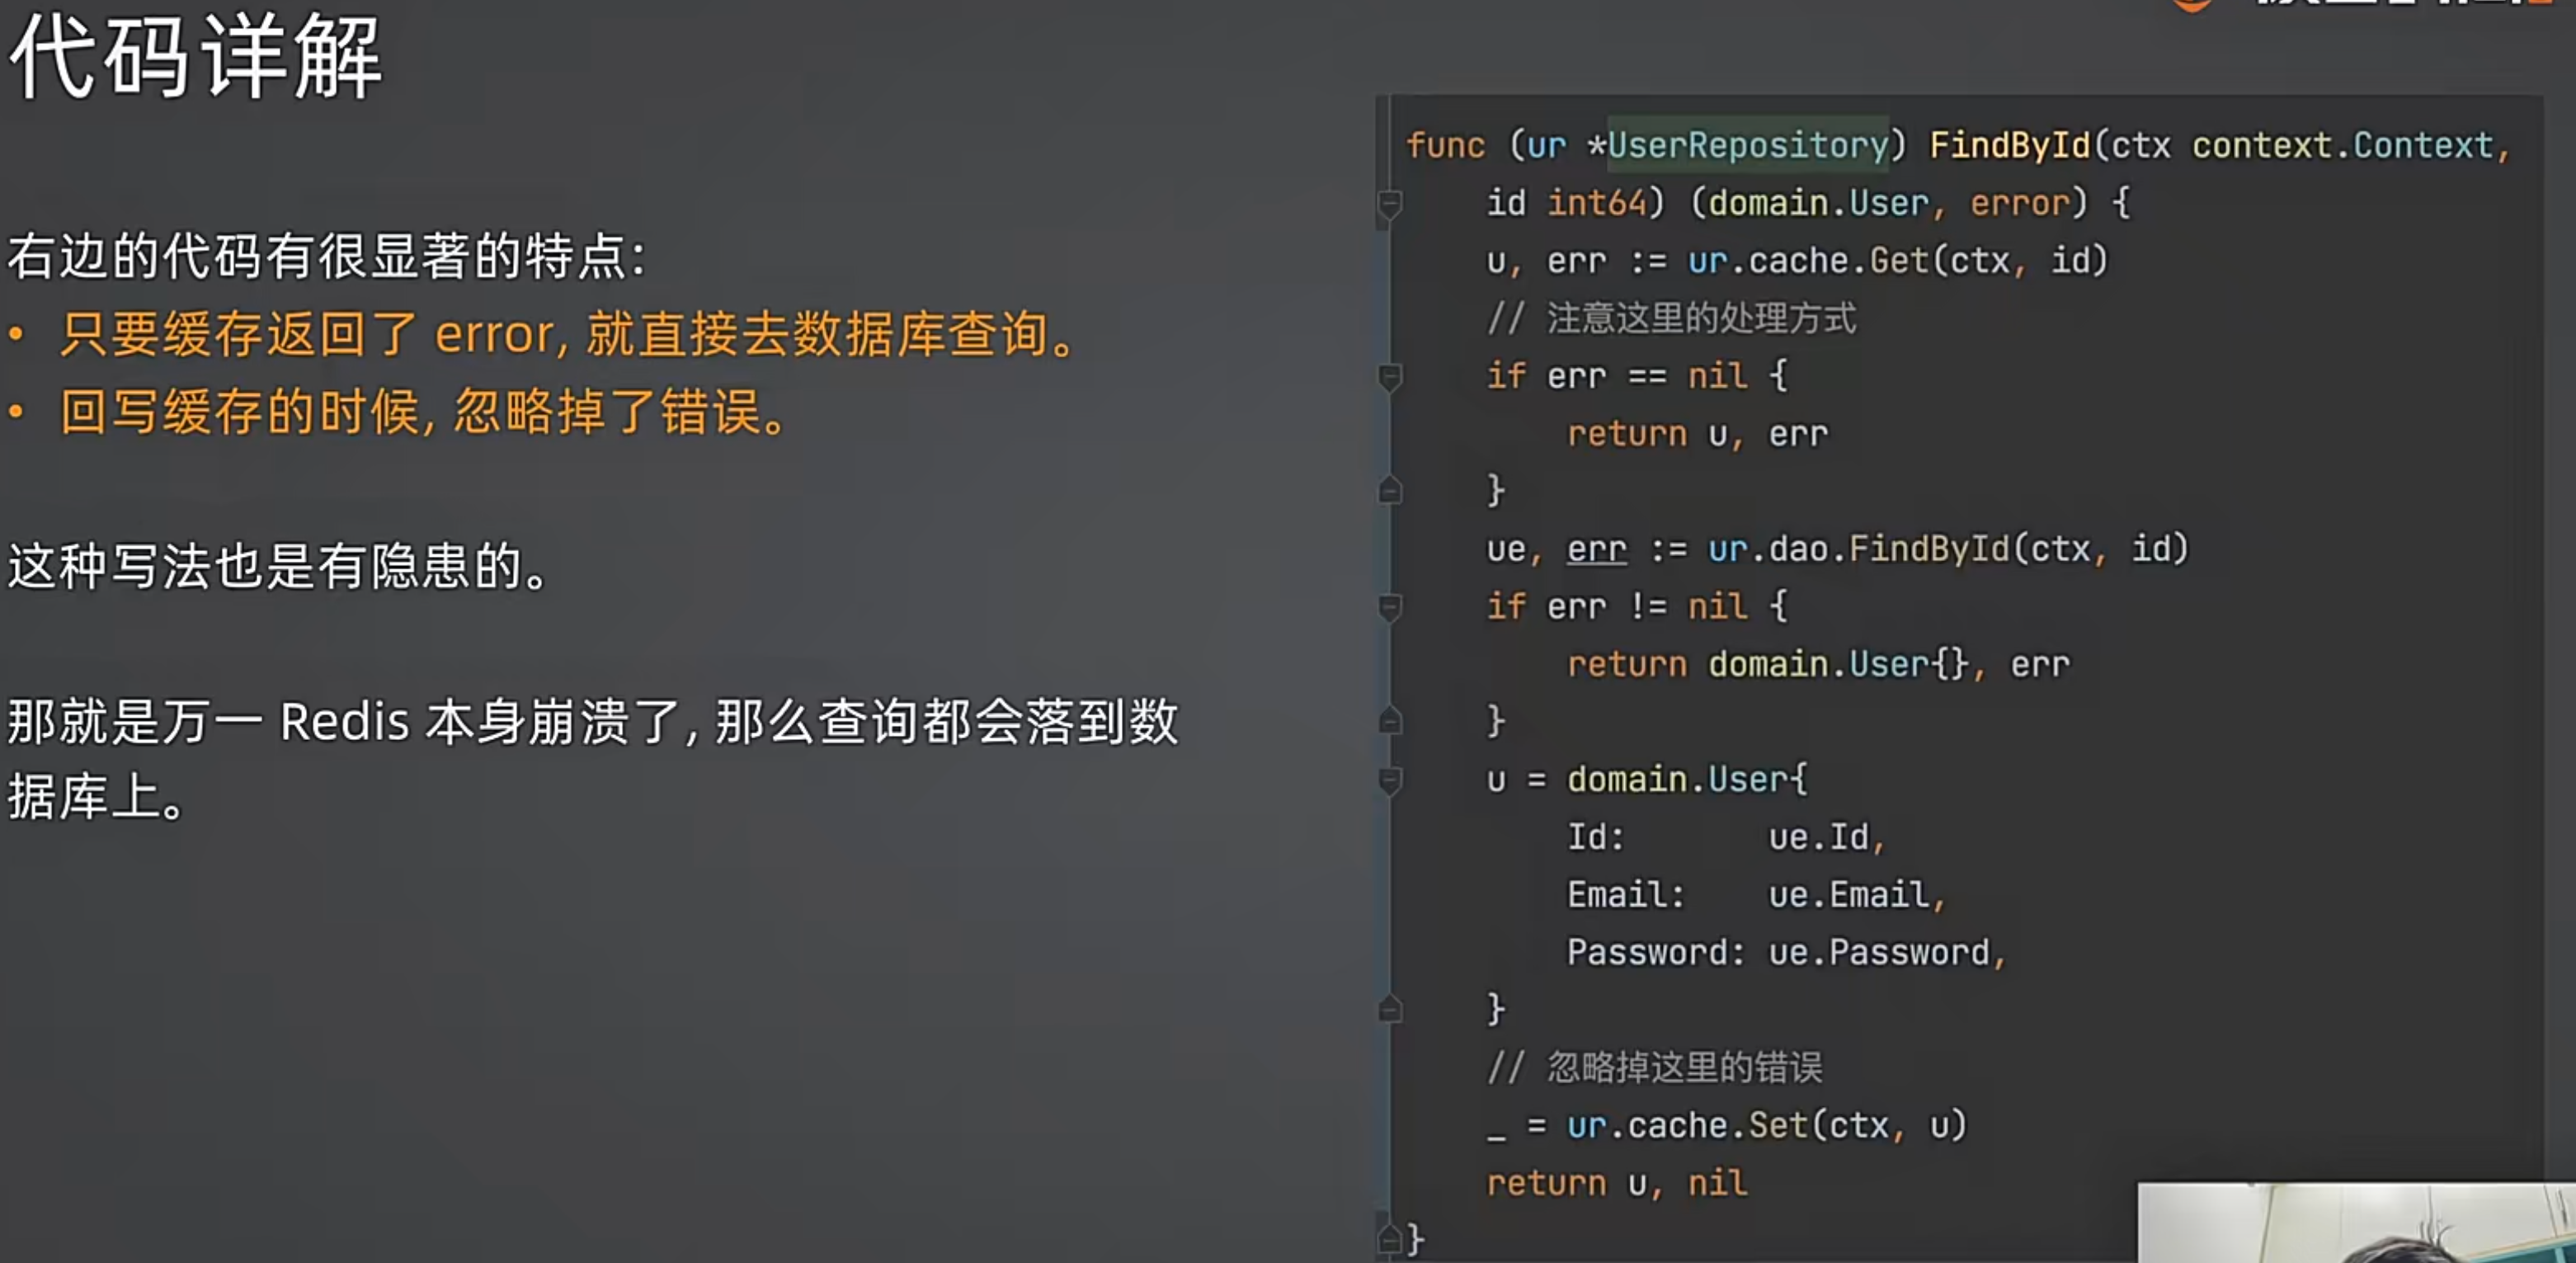 代码详解
右边的代码有很显著的特点：
• 只要缓存返回了 error, 就直接去数据库查询。
• 回写缓存的时候, 忽略掉了错误。
这种写法也是有隐患的。
那就是万一 Redis 本身崩溃了, 那么查询都会落到数
据库上。
func (ur *UserRepository) FindById(ctx context.Context,
id int64) (domain.User, error) {
u, err := ur.cache.Get(ctx, id)
// 注意这里的处理方式
if err == nil {
return u, err
}
ue, err := ur.dao.FindById(ctx, id)
if err != nil {
return domain.User{}, err
}
u = domain.User{
Id: ue.Id,
Email: ue.Email,
Password: ue.Password,
}
// 忽略掉这里的错误
_ = ur.cache.Set(ctx, u)
return u, nil
}